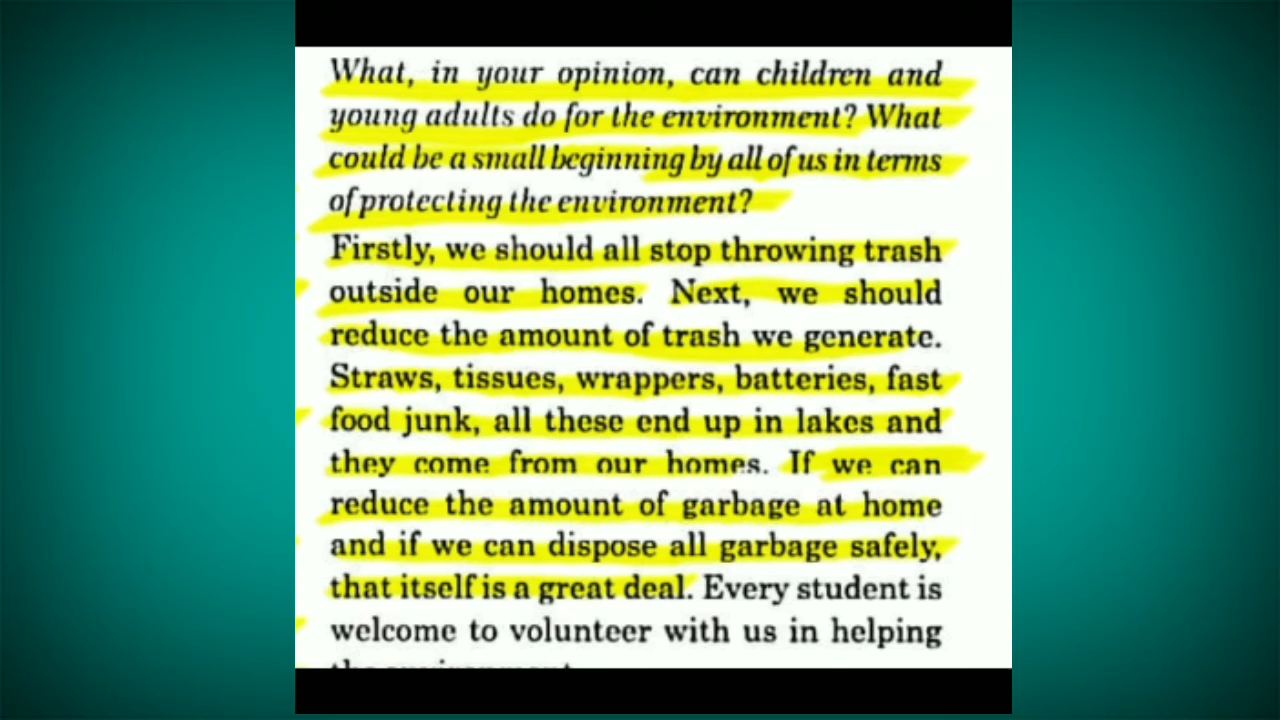 What, in your opinion, can children and
young adults do for the environment? What
could be a small beginning by all of us in terms
of protecting the environment?
Firstly, we should all stop throwing trash
outside our homes. Next, we should
reduce the amount of trash we generate.
Straws, tissues, wrappers, batteries, fast
food junk, all these end up in lakes and
they come from our homes. If we can
reduce the amount of garbage at home
and if we can dispose all garbage safely,
that itself is a great deal. Every student is
welcome to volunteer with us in helping